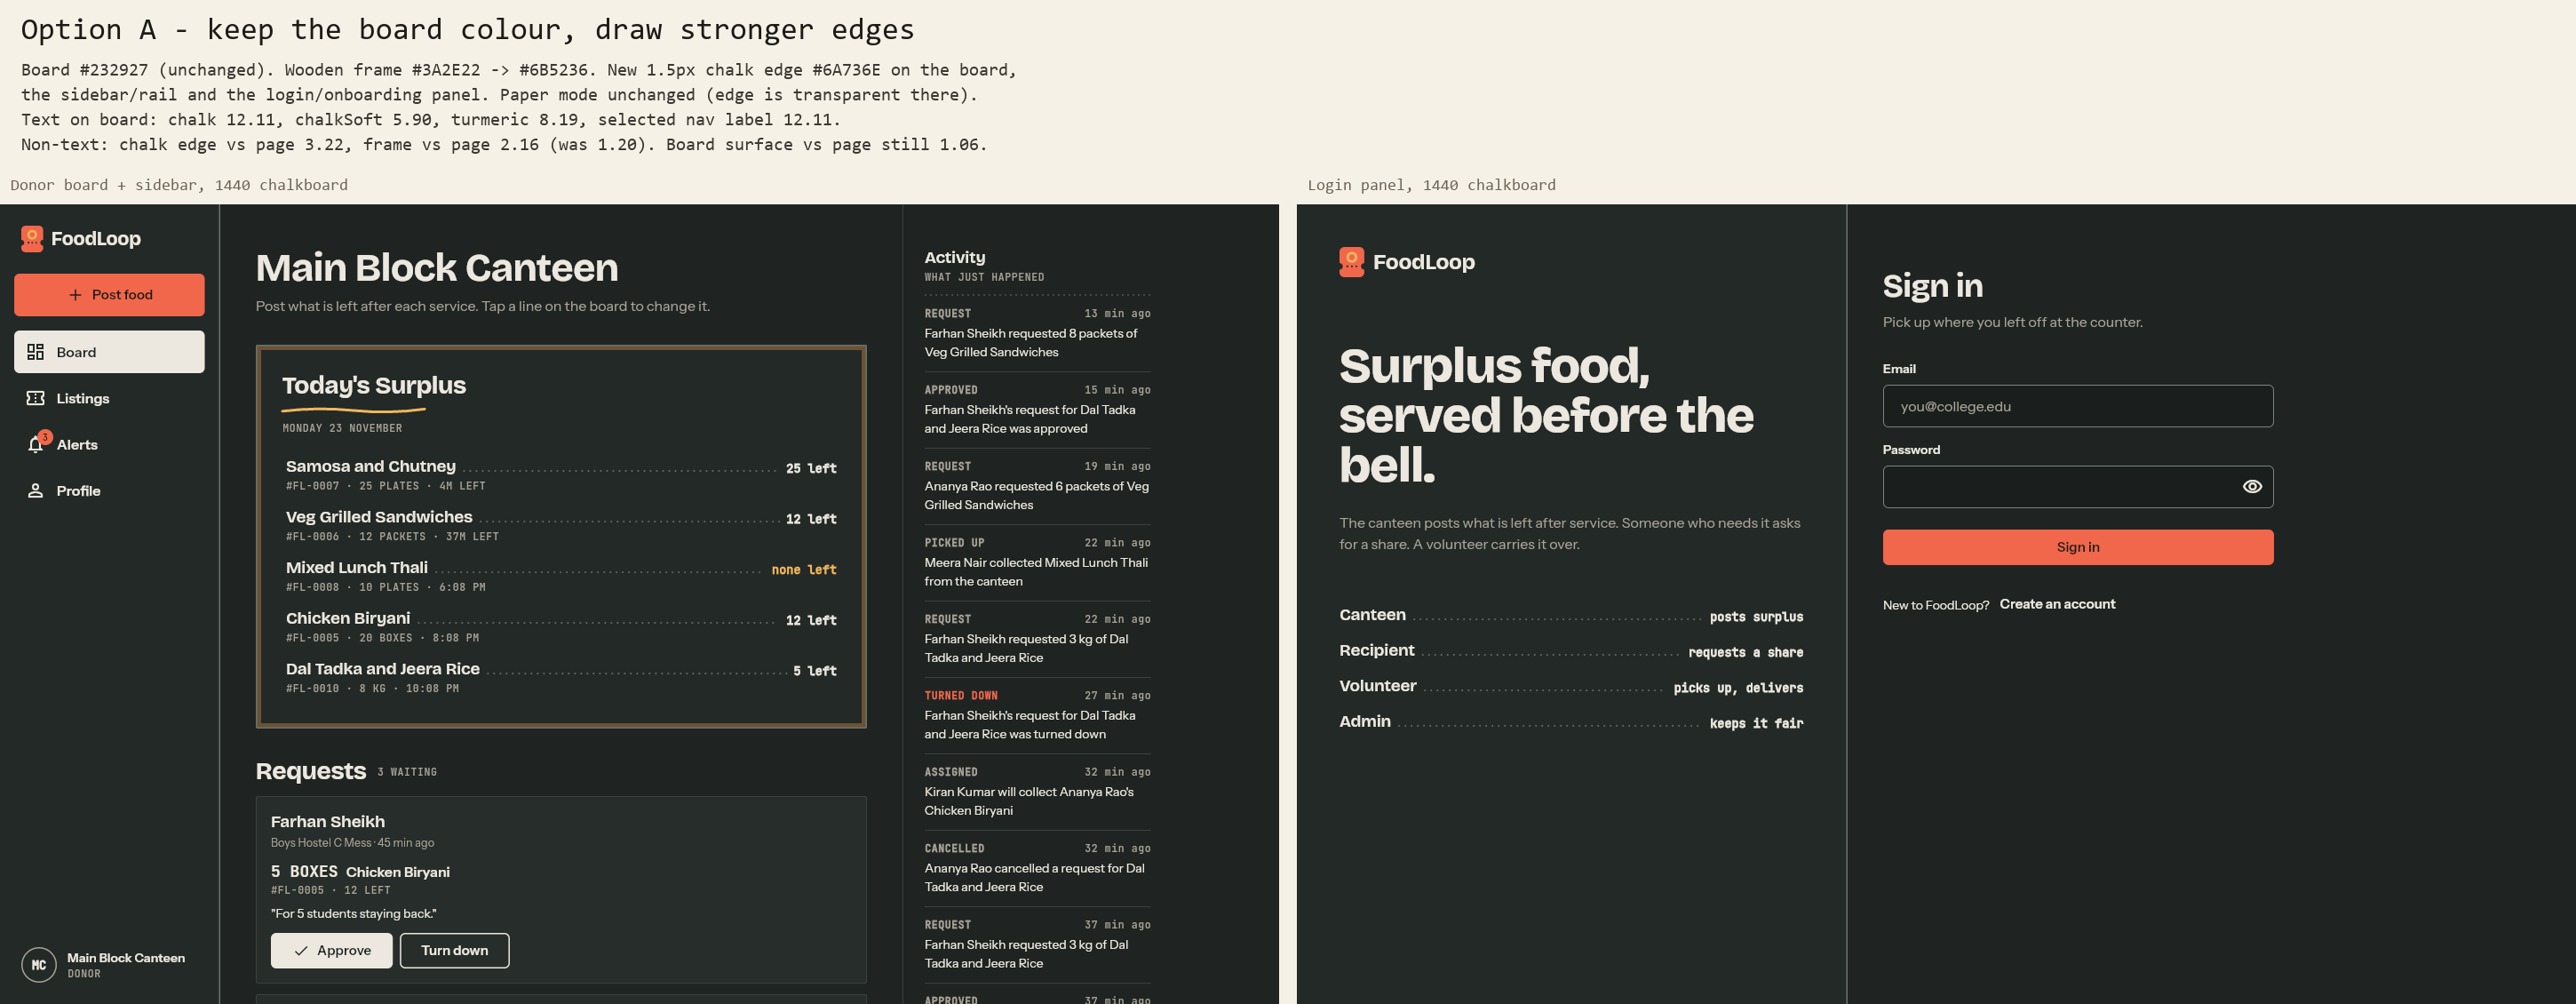 Option A - keep the board colour, draw stronger edges
Board #232927 (unchanged). Wooden frame #3A2E22 -> #6B5236. New 1.5px chalk edge #6A736E on the board,
the sidebar/rail and the login/onboarding panel. Paper mode unchanged (edge is transparent there).
Text on board: chalk 12.11, chalkSoft 5.90, turmeric 8.19, selected nav label 12.11.
Non-text: chalk edge vs page 3.22, frame vs page 2.16 (was 1.20). Board surface vs page still 1.06.
Donor board + sidebar, 1440 chalkboard
FoodLoop
Post food
Board
Listings
3
Alerts
Profile
MC
Main Block Canteen
DONOR
Main Block Canteen
Post what is left after each service. Tap a line on the board to change it.
Today's Surplus
MONDAY 23 NOVEMBER
Samosa and Chutney 25 left
#FL-0007 · 25 PLATES · 4M LEFT
Veg Grilled Sandwiches 12 left
#FL-0006 · 12 PACKETS · 37M LEFT
Mixed Lunch Thali none left
#FL-0008 · 10 PLATES · 6:08 PM
Chicken Biryani 12 left
#FL-0005 · 20 BOXES · 8:08 PM
Dal Tadka and Jeera Rice 5 left
#FL-0010 · 8 KG · 10:08 PM
Requests 3 WAITING
Farhan Sheikh
Boys Hostel C Mess · 45 min ago
5 BOXES Chicken Biryani
#FL-0005 · 12 LEFT
"For 5 students staying back."
Approve
Turn down
Activity
WHAT JUST HAPPENED
REQUEST 13 min ago
Farhan Sheikh requested 8 packets of
Veg Grilled Sandwiches
APPROVED 15 min ago
Farhan Sheikh's request for Dal Tadka
and Jeera Rice was approved
REQUEST 19 min ago
Ananya Rao requested 6 packets of Veg
Grilled Sandwiches
PICKED UP 22 min ago
Meera Nair collected Mixed Lunch Thali
from the canteen
REQUEST 22 min ago
Farhan Sheikh requested 3 kg of Dal
Tadka and Jeera Rice
TURNED DOWN 27 min ago
Farhan Sheikh's request for Dal Tadka
and Jeera Rice was turned down
ASSIGNED 32 min ago
Kiran Kumar will collect Ananya Rao's
Chicken Biryani
CANCELLED 32 min ago
Ananya Rao cancelled a request for Dal
Tadka and Jeera Rice
REQUEST 37 min ago
Farhan Sheikh requested 3 kg of Dal
Tadka and Jeera Rice
APPROVED 37 min ago
Login panel, 1440 chalkboard
FoodLoop
Surplus food,
served before the
bell.
The canteen posts what is left after service. Someone who needs it asks
for a share. A volunteer carries it over.
Canteen posts surplus
Recipient requests a share
Volunteer picks up, delivers
Admin keeps it fair
Sign in
Pick up where you left off at the counter.
Email
you@college.edu
Password
Sign in
New to FoodLoop? Create an account